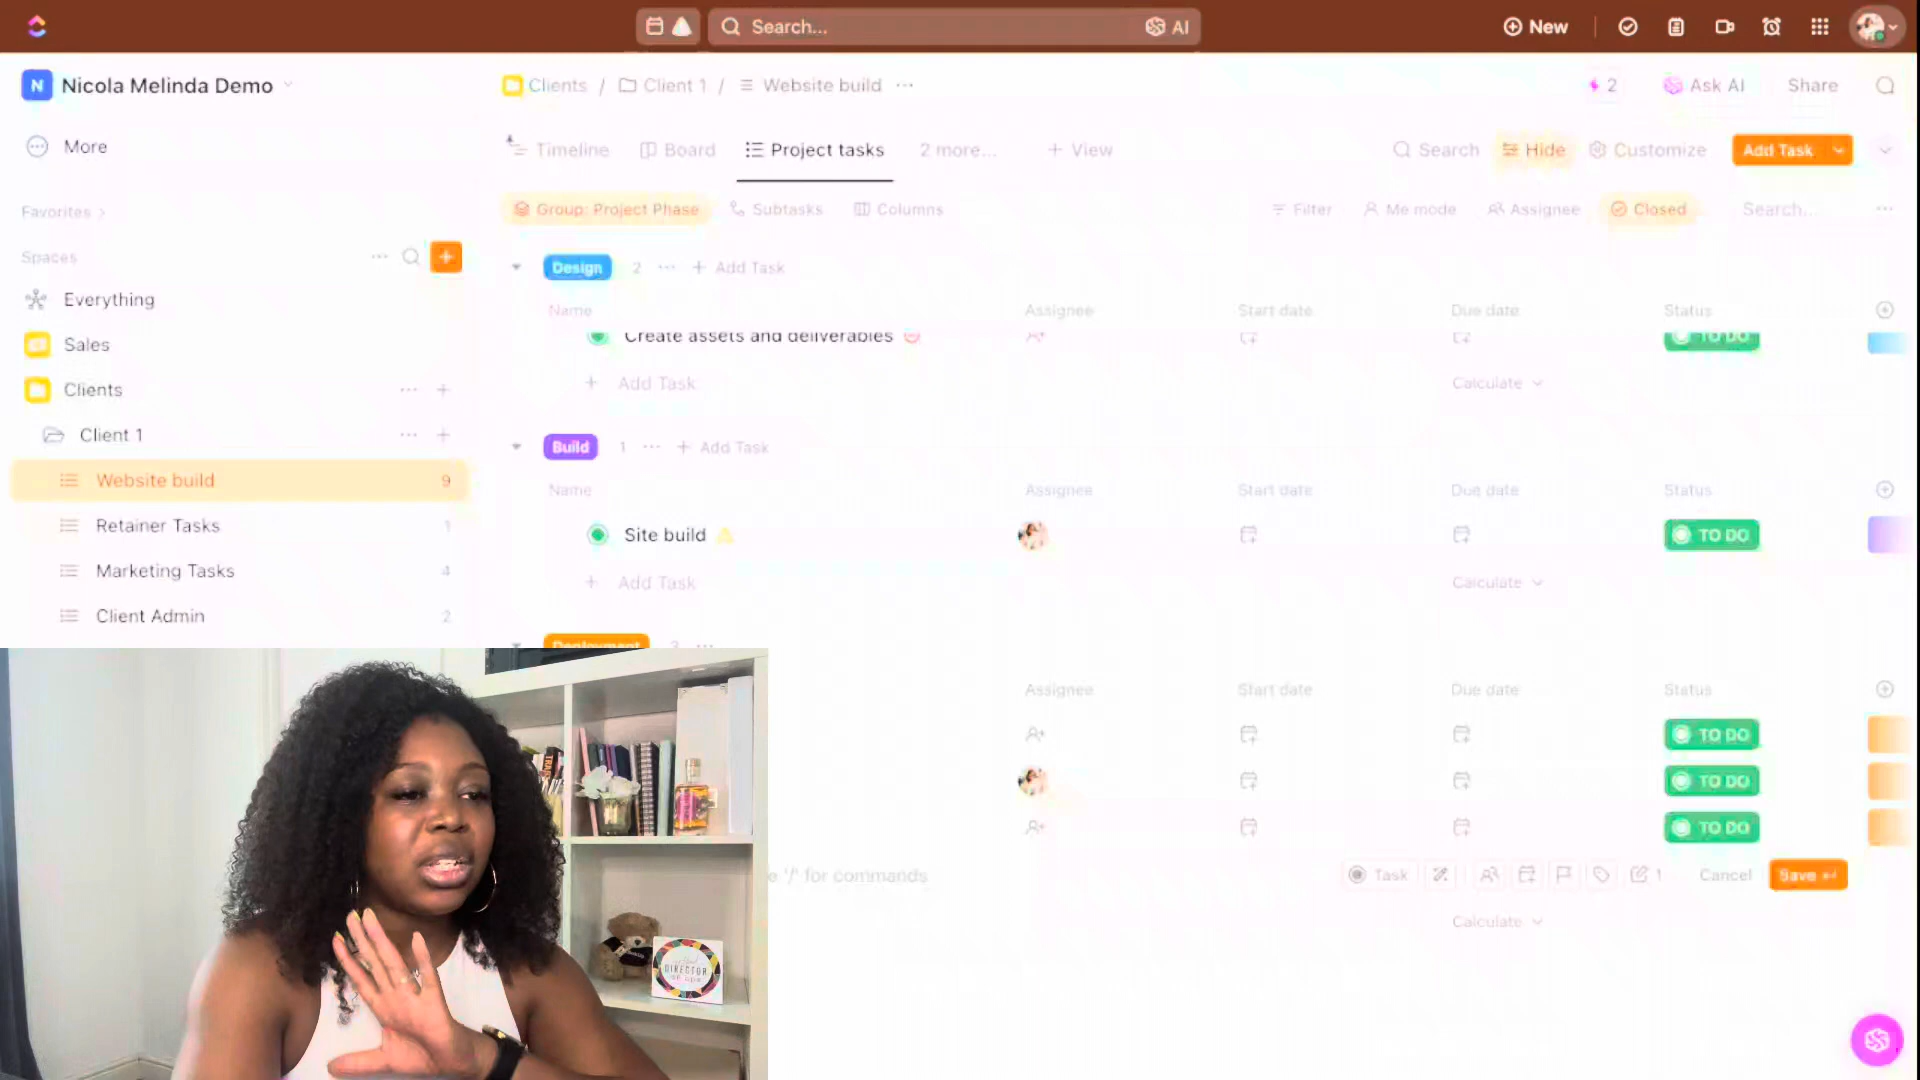 Search...
AI
New
N Nicola Melinda Demo
Clients / Client 1 / Website build
2
Ask AI
Share
More
Timeline
Board
Project tasks
2 more...
+ View
Search
Hide
Customize
Add Task
Favorites
Group: Project Phase
Subtasks
Columns
Filter
Me mode
Assignee
Closed
Search...
Spaces
Design 2 ... + Add Task
Everything
Name Assignee Start date Due date Status
Sales
Create assets and deliverables TO DO
Clients
+ Add Task Calculate
Client 1
Build 1 ... + Add Task
Website build 9
Name Assignee Start date Due date Status
Retainer Tasks 1
Site build TO DO
Marketing Tasks 4
+ Add Task Calculate
Client Admin 2
Deployment 3
Assignee Start date Due date Status
TO DO
TO DO
TO DO
'/' for commands
Task
1
Cancel
Save
Calculate
DIRECTOR